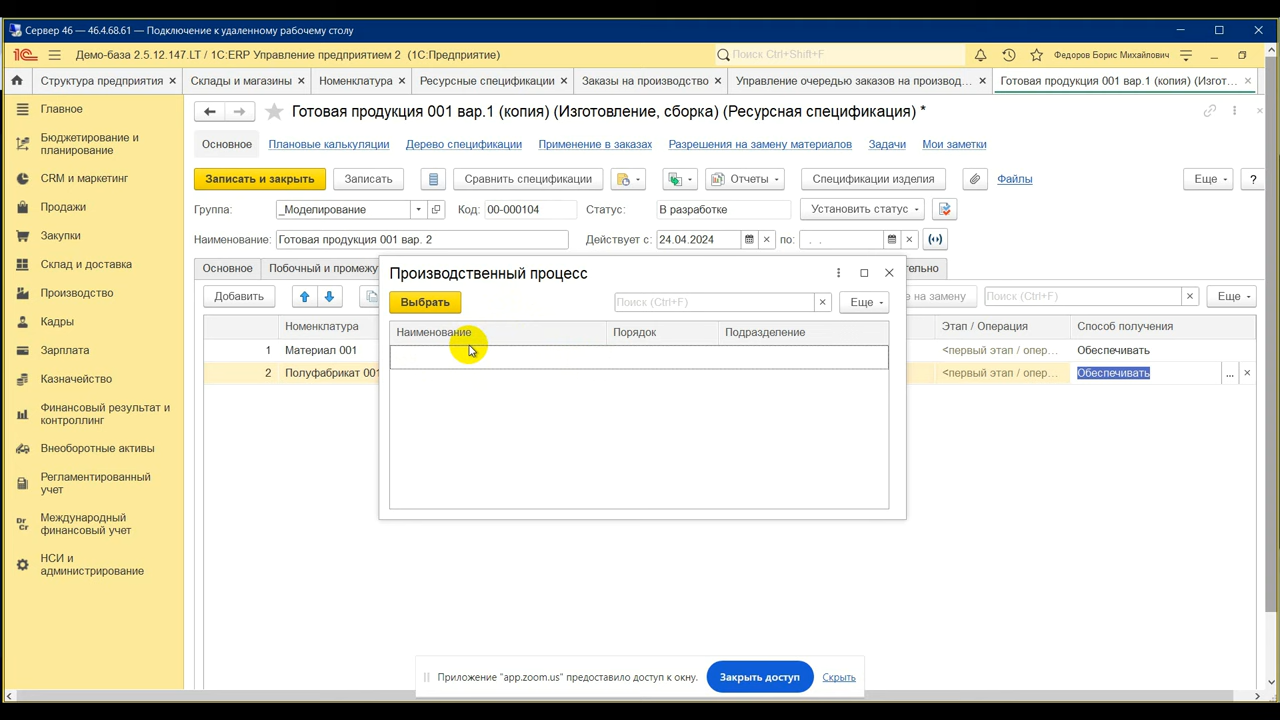 Сервер 46 — 46.4.68.61 — Подключение к удаленному рабочему столу
1С Демо-база 2.5.12.147.LT / 1С:ERP Управление предприятием 2 (1С:Предприятие)
Поиск Ctrl+Shift+F
Федоров Борис Михайлович
Структура предприятия × Склады и магазины × Номенклатура × Ресурсные спецификации × Заказы на производство × Управление очередью заказов на производ... × Готовая продукция 001 вар.1 (копия) (Изгот... ×
Главное
Бюджетирование и
планирование
CRM и маркетинг
Продажи
Закупки
Склад и доставка
Производство
Кадры
Зарплата
Казначейство
Финансовый результат и
контроллинг
Внеоборотные активы
Регламентированный
учет
Dr
Cr
Международный
финансовый учет
НСИ и
администрирование
Готовая продукция 001 вар.1 (копия) (Изготовление, сборка) (Ресурсная спецификация) *
Основное Плановые калькуляции Дерево спецификации Применение в заказах Разрешения на замену материалов Задачи Мои заметки
Записать и закрыть Записать Сравнить спецификации Отчеты Спецификации изделия Файлы Еще ?
Группа: _Моделирование Код: 00-000104 Статус: В разработке Установить статус
Наименование: Готовая продукция 001 вар. 2 Действует с: 24.04.2024 × по: . . ×
Основное Побочный и промежу
тельно
Добавить
е на замену Поиск (Ctrl+F) × Еще
Номенклатура Этап / Операция Способ получения
1 Материал 001 <первый этап / опер... Обеспечивать
2 Полуфабрикат 001 <первый этап / опер... Обеспечивать ... ×
Производственный процесс
Выбрать Поиск (Ctrl+F) × Еще
Наименование Порядок Подразделение
Приложение "app.zoom.us" предоставило доступ к окну. Закрыть доступ Скрыть